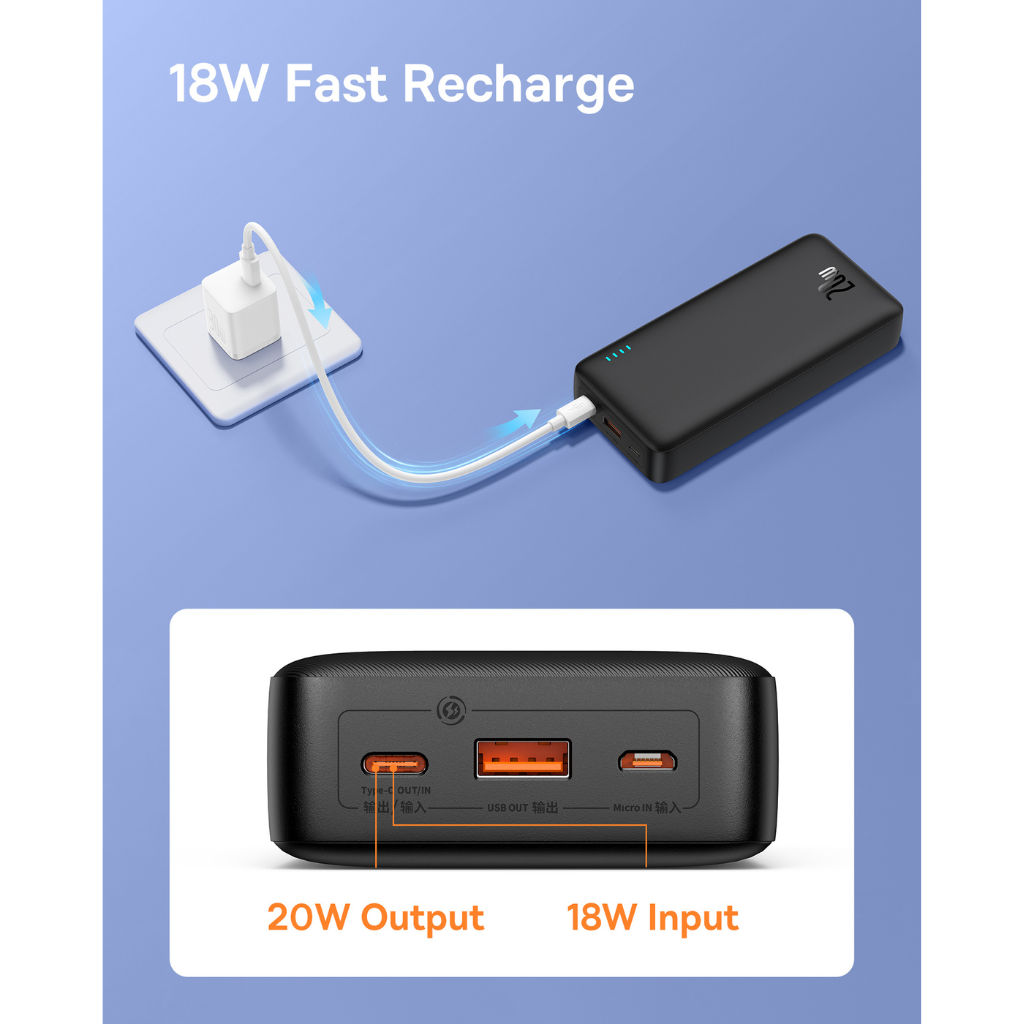 18W Fast Recharge
20W
Type-C OUT/IN
输出/输入
USB OUT 输出
Micro IN 输入
20W Output
18W Input